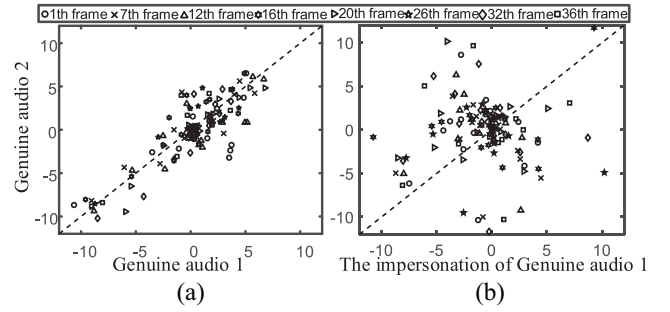 1th frame 7th frame 12th frame 16th frame 20th frame 26th frame 32th frame 36th frame
10
5
0
-5
-10
Genuine audio 2
-10 -5 0 5 10
Genuine audio 1
(a)
10
5
0
-5
-10
-10 -5 0 5 10
The impersonation of Genuine audio 1
(b)